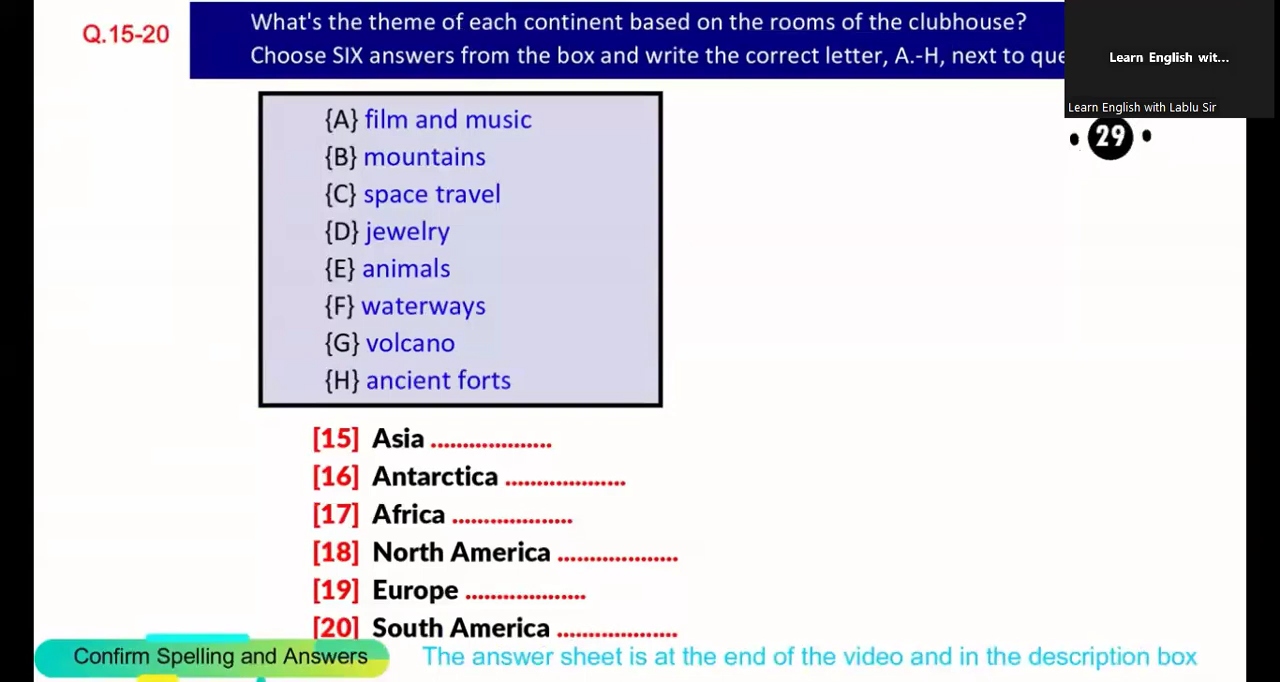 Q.15-20
What's the theme of each continent based on the rooms of the clubhouse?
Choose SIX answers from the box and write the correct letter, A.-H, next to que
Learn English wit...
Learn English with Lablu Sir
• 29 •
{A} film and music
{B} mountains
{C} space travel
{D} jewelry
{E} animals
{F} waterways
{G} volcano
{H} ancient forts
[15] Asia ...................
[16] Antarctica ...................
[17] Africa ...................
[18] North America ...................
[19] Europe ...................
[20] South America ...................
Confirm Spelling and Answers
The answer sheet is at the end of the video and in the description box